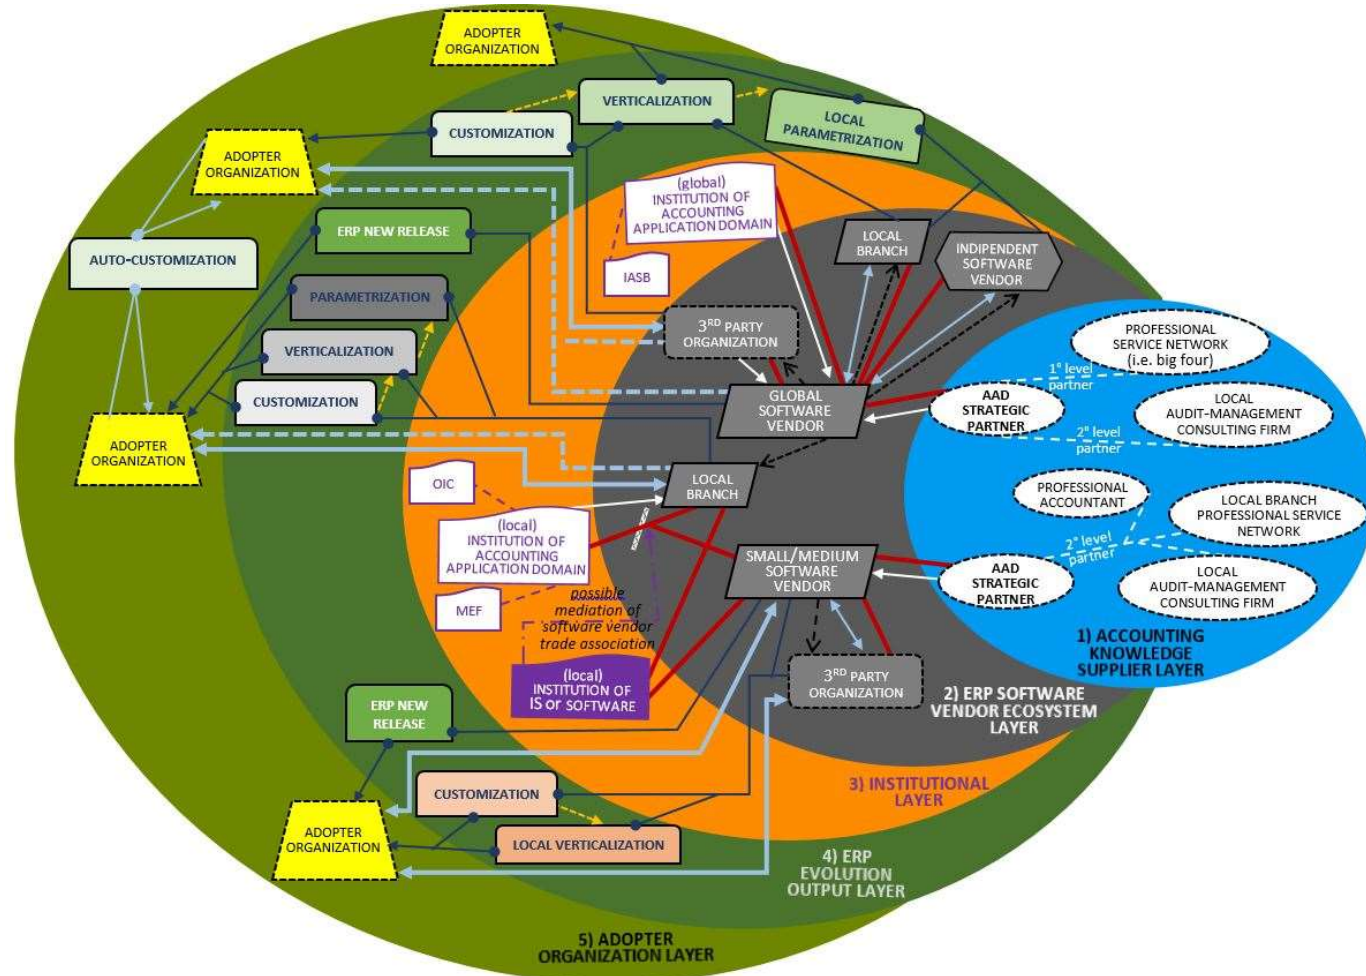 ADOPTER
ORGANIZATION
VERTICALIZATION
LOCAL
PARAMETRIZATION
CUSTOMIZATION
ADOPTER
ORGANIZATION
(global)
INSTITUTION OF
ACCOUNTING
APPLICATION DOMAIN
ERP NEW RELEASE
LOCAL
BRANCH
INDIPENDENT
SOFTWARE
VENDOR
AUTO-CUSTOMIZATION
IASB
PARAMETRIZATION
3RD PARTY
ORGANIZATION
PROFESSIONAL
SERVICE NETWORK
(i.e. big four)
VERTICALIZATION
1° level
partner
CUSTOMIZATION
GLOBAL
SOFTWARE
VENDOR
AAD
STRATEGIC
PARTNER
LOCAL
AUDIT-MANAGEMENT
CONSULTING FIRM
2° level
partner
ADOPTER
ORGANIZATION
OIC
LOCAL
BRANCH
PROFESSIONAL
ACCOUNTANT
LOCAL BRANCH
PROFESSIONAL SERVICE
NETWORK
(local)
INSTITUTION OF
ACCOUNTING
APPLICATION DOMAIN
2° level
partner
SMALL/MEDIUM
SOFTWARE
VENDOR
AAD
STRATEGIC
PARTNER
LOCAL
AUDIT-MANAGEMENT
CONSULTING FIRM
MEF
possible
mediation of
software vendor
trade association
1) ACCOUNTING
KNOWLEDGE
SUPPLIER LAYER
(local)
INSTITUTION OF
IS or SOFTWARE
3RD PARTY
ORGANIZATION
2) ERP SOFTWARE
VENDOR ECOSYSTEM
LAYER
ERP NEW
RELEASE
3) INSTITUTIONAL
LAYER
CUSTOMIZATION
ADOPTER
ORGANIZATION
LOCAL VERTICALIZATION
4) ERP
EVOLUTION
OUTPUT LAYER
5) ADOPTER
ORGANIZATION LAYER